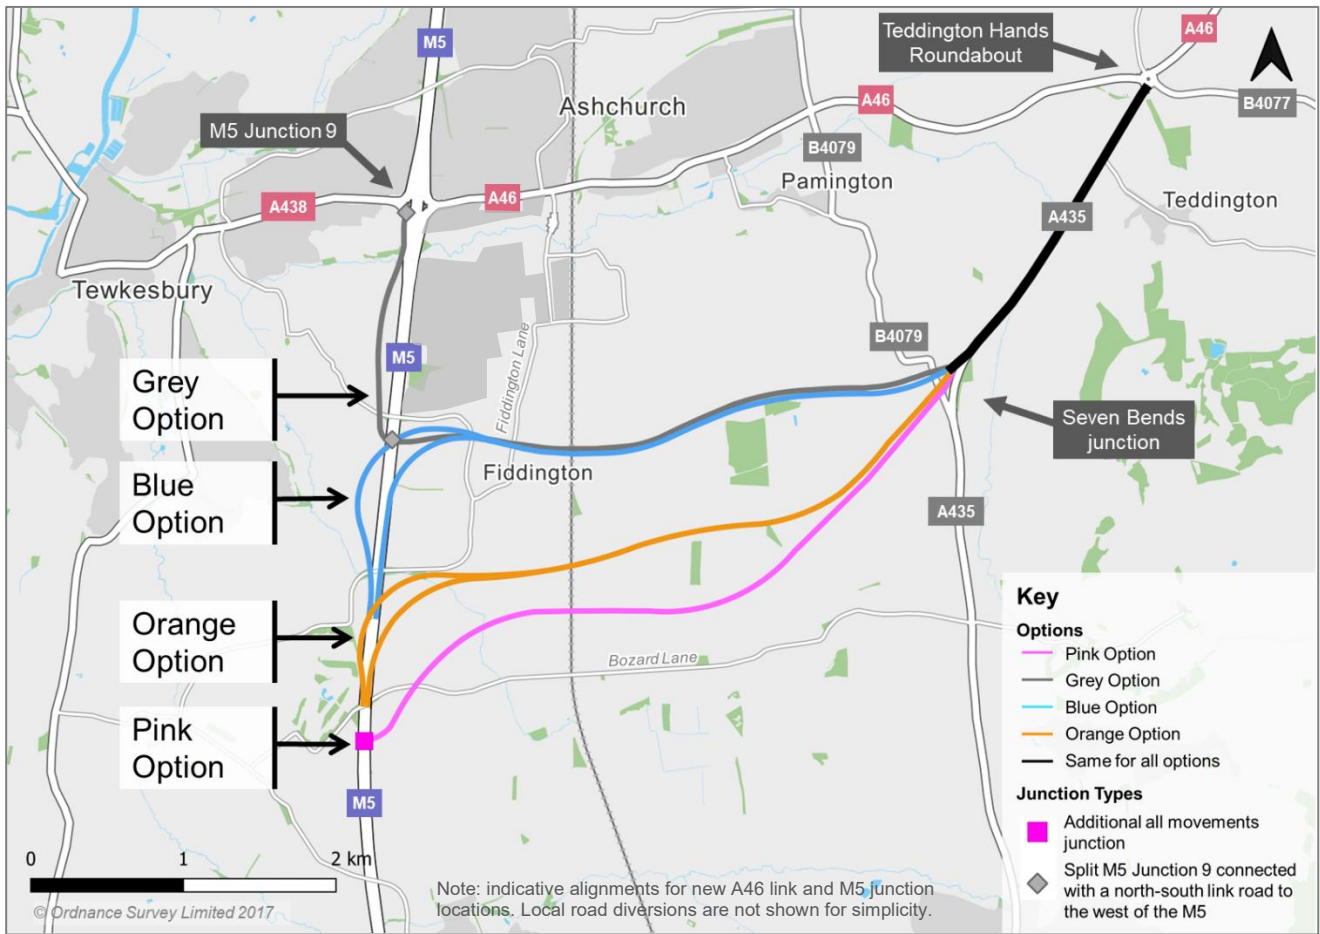 M5
Teddington Hands
Roundabout
A46
Ashchurch
A46
B4077
M5 Junction 9
B4079
Pamington
A438
A46
Teddington
A435
Tewkesbury
Fiddington Lane
B4079
M5
Grey
Option
Seven Bends
junction
Blue
Option
Fiddington
A435
Orange
Option
Bozard Lane
Pink
Option
M5
Key
Options
Pink Option
Grey Option
Blue Option
Orange Option
Same for all options
Junction Types
Additional all movements
junction
Split M5 Junction 9 connected
with a north-south link road to
the west of the M5
0 1 2 km
© Ordnance Survey Limited 2017
Note: indicative alignments for new A46 link and M5 junction
locations. Local road diversions are not shown for simplicity.